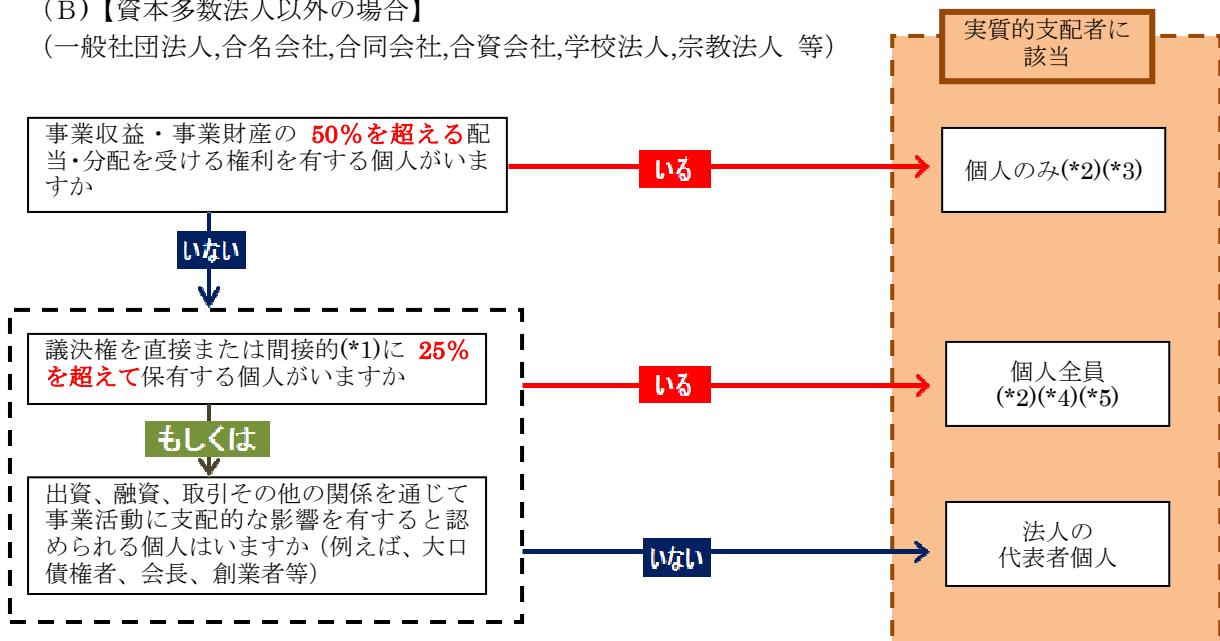 (B)【資本多数法人以外の場合】
(一般社団法人,合名会社,合同会社,合資会社,学校法人,宗教法人 等)
実質的支配者に
該当
事業収益・事業財産の 50%を超える配
当・分配を受ける権利を有する個人がいま
すか
いる
個人のみ(*2)(*3)
いない
議決権を直接または間接的(*1)に 25%
を超えて保有する個人がいますか
いる
個人全員
(*2)(*4)(*5)
もしくは
出資、融資、取引その他の関係を通じて
事業活動に支配的な影響を有すると認
められる個人はいますか（例えば、大口
債権者、会長、創業者等）
いない
法人の
代表者個人